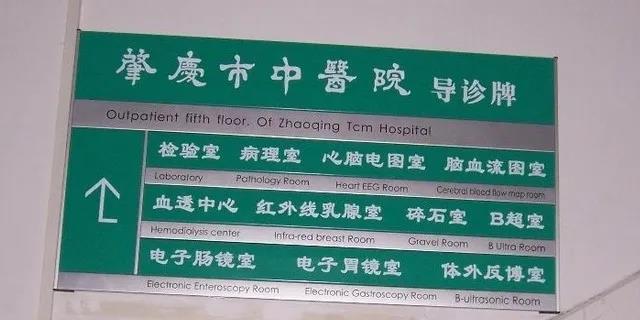 肇慶市中醫院 导诊牌
Outpatient fifth floor. Of Zhaoqing Tcm Hospital
检验室 病理室 心脑电图室 脑血流图室
Laboratory Pathology Room Heart EEG Room Cerebral blood flow map room
血透中心 红外线乳腺室 碎石室 B超室
Hemodialysis center Infra-red breast Room Gravel Room B Ultra Room
电子肠镜室 电子胃镜室 体外反搏室
Electronic Enteroscopy Room Electronic Gastroscopy Room B-ultrasonic Room